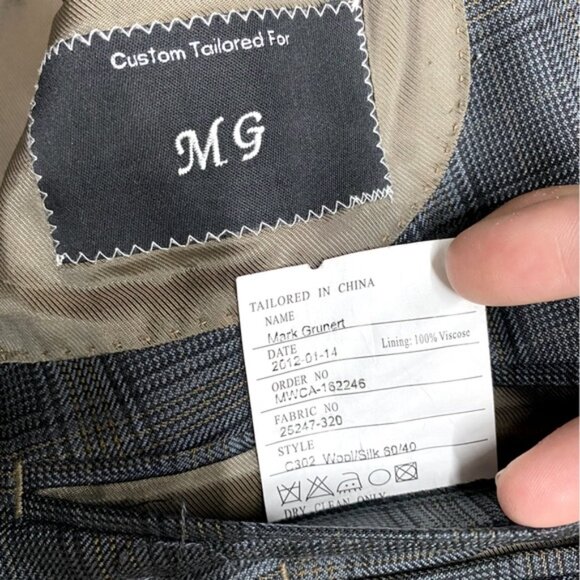 Custom Tailored For
M G
TAILORED IN CHINA
NAME
Mark Grunert
DATE
2012-01-14
Lining: 100% Viscose
ORDER NO
MWCA-162246
FABRIC NO
25247-320
STYLE
C302 Wool/Silk 60/40
DRY CLEAN ONLY